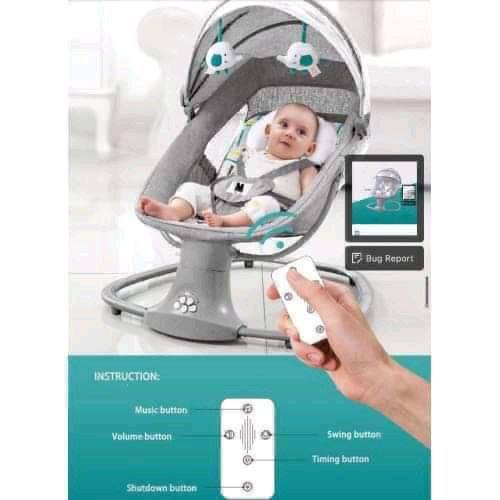 Bug Report
INSTRUCTION:
Music button
Volume button
Swing button
Timing button
Shutdown button